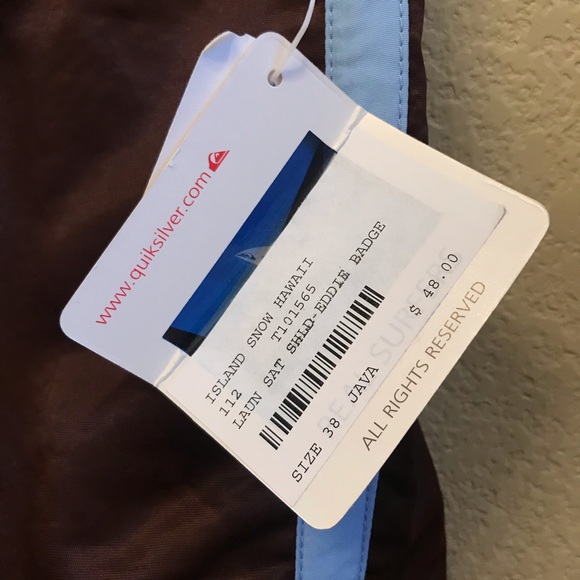 www.quiksilver.com
ISLAND SNOW HAWAII
112 T101565
LAUN SAT SHLD-EDDIE BADGE
SIZE 38 JAVA $ 48.00
ALL RIGHTS RESERVED